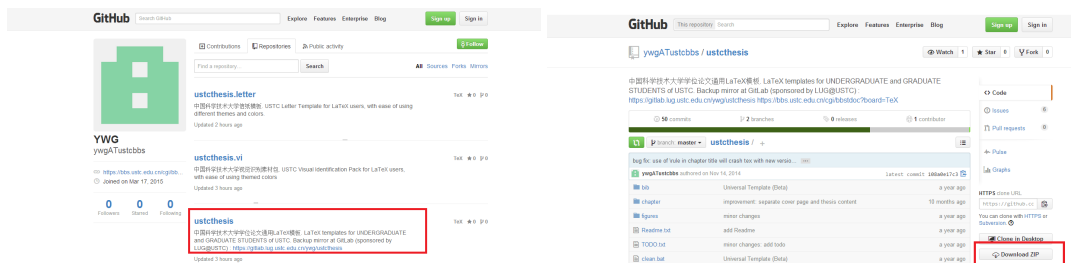 GitHub Search GitHub Explore Features Enterprise Blog Sign up Sign in
Contributions Repositories Public activity Follow
Find a repository... Search All Sources Forks Mirrors
ustcthesis.letter TeX 0 0
中国科学技术大学信纸模板. USTC Letter Template for LaTeX users, with ease of using
different themes and colors
Updated 2 hours ago
YWG
ywgATustcbbs
https://bbs.ustc.edu.cn/cgi/bb...
Joined on Mar 17, 2015
0 0 0
Followers Starred Following
ustcthesis.vi TeX 0 0
中国科学技术大学视觉识别素材包. USTC Visual Identification Pack for LaTeX users,
with ease of using themed colors
Updated 3 hours ago
ustcthesis TeX 0 0
中国科学技术大学学位论文通用LaTeX模板. LaTeX templates for UNDERGRADUATE
and GRADUATE STUDENTS of USTC. Backup mirror at GitLab (sponsored by
LUG@USTC) . https://gitlab.lug.ustc.edu.cn/ywg/ustcthesis
Updated 3 hours ago
GitHub This repository Search Explore Features Enterprise Blog Sign up Sign in
ywgATustcbbs / ustcthesis Watch 1 Star 0 Fork 0
中国科学技术大学学位论文通用LaTeX模板. LaTeX templates for UNDERGRADUATE and GRADUATE
STUDENTS of USTC. Backup mirror at GitLab (sponsored by LUG@USTC) .
https://gitlab.lug.ustc.edu.cn/ywg/ustcthesis https://bbs.ustc.edu.cn/cgi/bbstdoc?board=TeX
50 commits 2 branches 0 releases 1 contributor
branch: master ustcthesis / +
bug fix: use of \rule in chapter title will crash tex with new versio... ...
ywgATustcbbs authored on Nov 14, 2014 latest commit
bib Universal Template (Beta) a year ago
chapter improvement: separate cover page and thesis content 10 months ago
figures minor changes a year ago
Readme.txt add Readme a year ago
TODO.txt minor changes: add todo a year ago
clean.bat Universal Template (Beta) a year ago
Code
Issues 0
Pull requests 0
Pulse
Graphs
HTTPS clone URL
https://github.cc
You can clone with HTTPS or
Subversion.
Clone in Desktop
Download ZIP